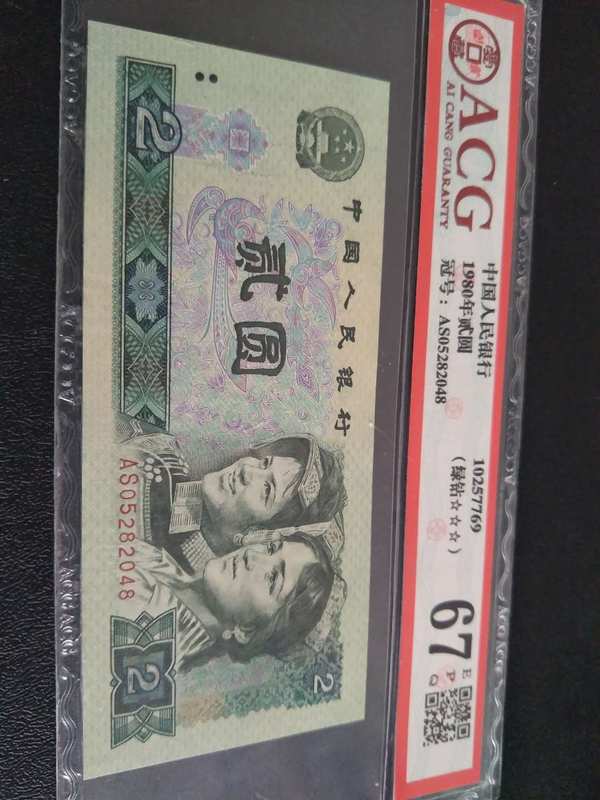 ACG
AI CANG GUARANTY
中国人民银行
1980年贰圆
冠号：AS05282048
10257769
（绿钻☆☆☆）
67
E
P
Q
中国人民银行
贰圆
2
AS05282048
2
2